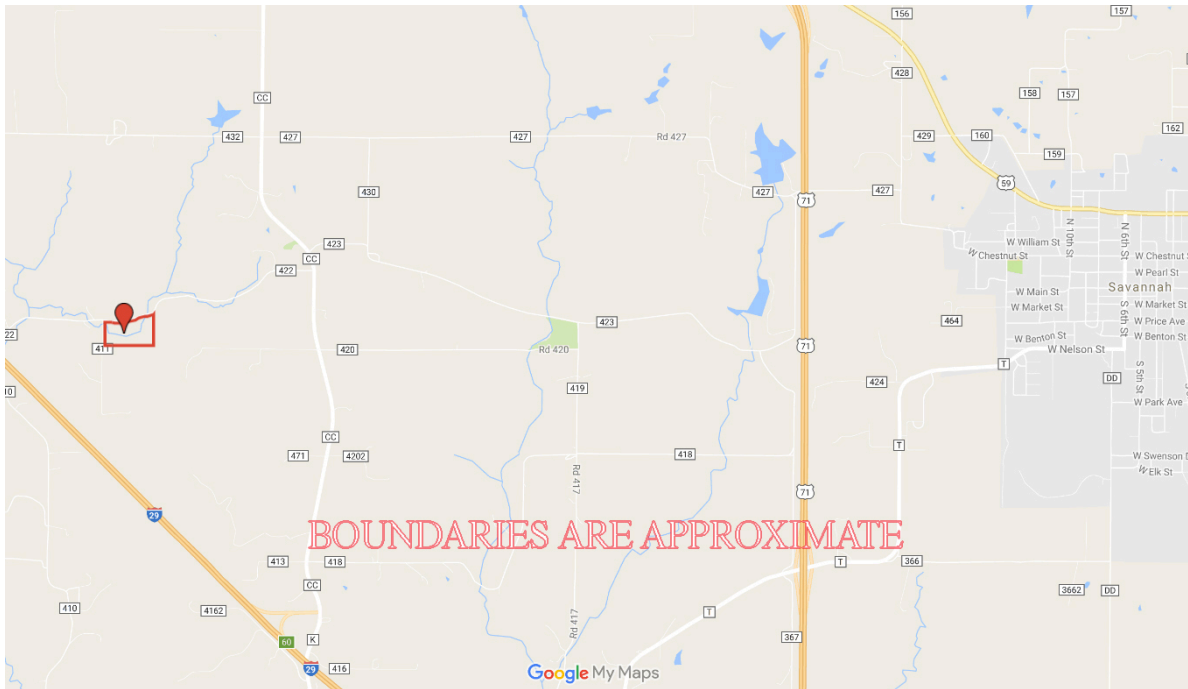 156
157
CC
428
158
157
432
427
427
Rd 427
429
160
162
159
430
427
71
427
59
N 10th St
N 6th St
423
W William St
W Chestnut St
W Chestnut S
CC
422
W Pearl St
Savannah
W Main St
W Market St
W Market St
S 6th St
22
411
420
Rd 420
423
71
464
W Price Ave
W Benton St
W Benton St
W Nelson St
T
10
419
424
DD
S 5th St
W Park Ave
CC
471
4202
418
T
W Swenson D
W Elk St
Rd 417
71
29
BOUNDARIES ARE APPROXIMATE
413
418
T
366
CC
3662
DD
410
4162
T
Rd 417
367
60
K
29
416
Google My Maps